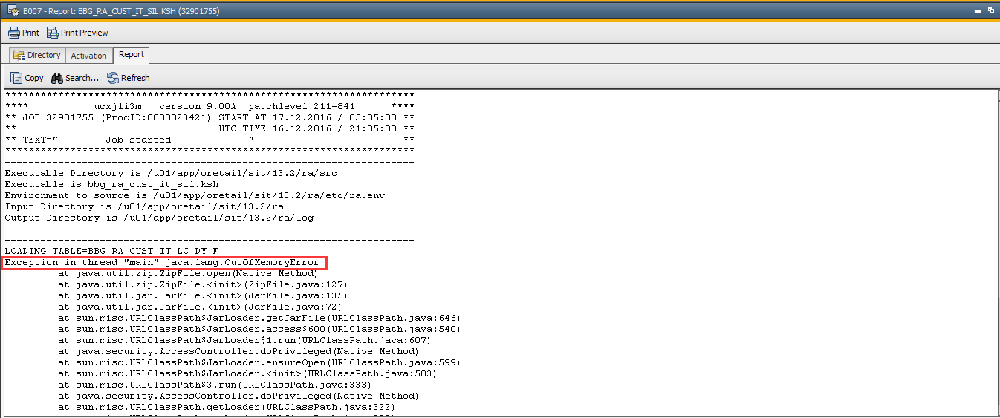 B007 - Report: BBG_RA_CUST_IT_SIL.KSH (32901755)
Print Print Preview
Directory Activation Report
Copy Search... Refresh
*********************************************************************
**** ucxjli3m version 9.00A patchlevel 211-841 ****
** JOB 32901755 (ProcID:0000023421) START AT 17.12.2016 / 05:05:08 **
** UTC TIME 16.12.2016 / 21:05:08 **
** TEXT=" Job started " **
*********************************************************************
---------------------------------------------------------------------
Executable Directory is /u01/app/oretail/sit/13.2/ra/src
Executable is bbg_ra_cust_it_sil.ksh
Environment to source is /u01/app/oretail/sit/13.2/ra/etc/ra.env
Input Directory is /u01/app/oretail/sit/13.2/ra
Output Directory is /u01/app/oretail/sit/13.2/ra/log
---------------------------------------------------------------------
---------------------------------------------------------------------
LOADING TABLE=BBG_RA_CUST_IT_LC_DY_F
Exception in thread "main" java.lang.OutOfMemoryError
at java.util.zip.ZipFile.open(Native Method)
at java.util.zip.ZipFile.<init>(ZipFile.java:127)
at java.util.jar.JarFile.<init>(JarFile.java:135)
at java.util.jar.JarFile.<init>(JarFile.java:72)
at sun.misc.URLClassPath$JarLoader.getJarFile(URLClassPath.java:646)
at sun.misc.URLClassPath$JarLoader.access$600(URLClassPath.java:540)
at sun.misc.URLClassPath$JarLoader$1.run(URLClassPath.java:607)
at java.security.AccessController.doPrivileged(Native Method)
at sun.misc.URLClassPath$JarLoader.ensureOpen(URLClassPath.java:599)
at sun.misc.URLClassPath$JarLoader.<init>(URLClassPath.java:583)
at sun.misc.URLClassPath$3.run(URLClassPath.java:333)
at java.security.AccessController.doPrivileged(Native Method)
at sun.misc.URLClassPath.getLoader(URLClassPath.java:322)